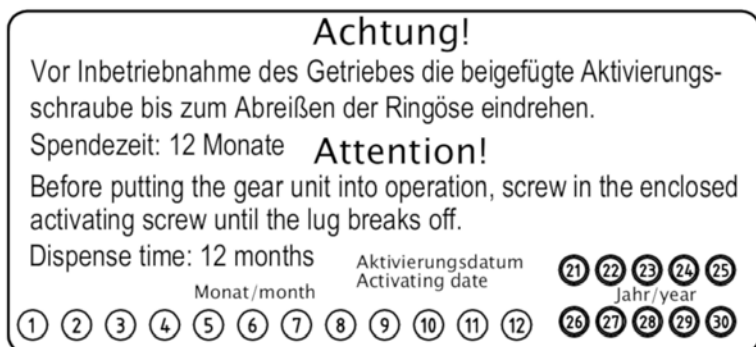 Achtung!
Vor Inbetriebnahme des Getriebes die beigefügte Aktivierungs-
schraube bis zum Abreißen der Ringöse eindrehen.
Spendezeit: 12 Monate
Attention!
Before putting the gear unit into operation, screw in the enclosed
activating screw until the lug breaks off.
Dispense time: 12 months
Aktivierungsdatum
Activating date
Monat/month
1 2 3 4 5 6 7 8 9 10 11 12
21 22 23 24 25
Jahr/year
26 27 28 29 30